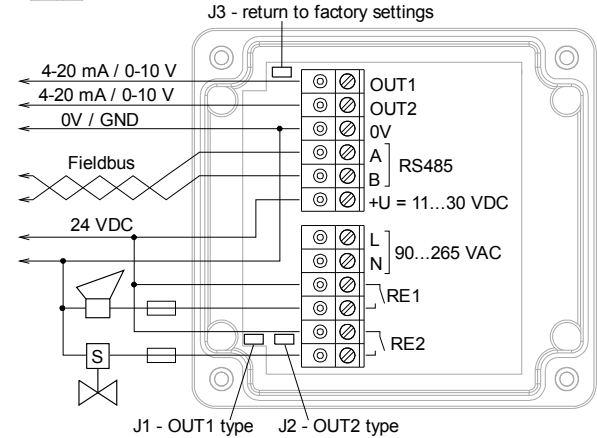 J3 - return to factory settings
4-20 mA / 0-10 V
OUT1
4-20 mA / 0-10 V
OUT2
0V / GND
0V
Fieldbus
A
B
RS485
+U = 11...30 VDC
24 VDC
L
N
90...265 VAC
RE1
RE2
S
J1 - OUT1 type
J2 - OUT2 type